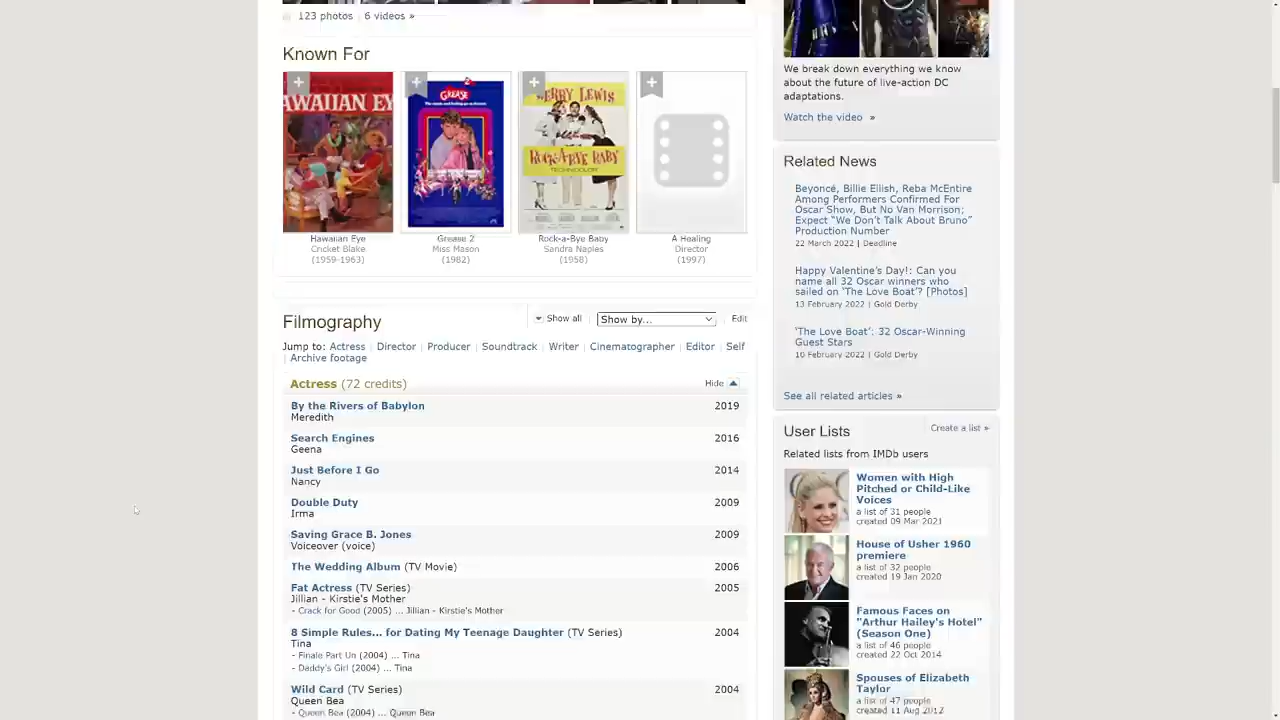 123 photos | 6 videos »
Known For
HAWAIIAN EYE
GREASE
JERRY LEWIS
ROCK-A-BYE BABY
TECHNICOLOR
Hawaiian Eye
Cricket Blake
(1959-1963)
Grease 2
Miss Mason
(1982)
Rock-a-Bye Baby
Sandra Naples
(1958)
A Healing
Director
(1997)
Filmography
Show all | Show by... | Edit
Jump to: Actress | Director | Producer | Soundtrack | Writer | Cinematographer | Editor | Self
| Archive footage
Actress (72 credits)
Hide
By the Rivers of Babylon 2019
Meredith
Search Engines 2016
Geena
Just Before I Go 2014
Nancy
Double Duty 2009
Irma
Saving Grace B. Jones 2009
Voiceover (voice)
The Wedding Album (TV Movie) 2006
Fat Actress (TV Series) 2005
Jillian - Kirstie's Mother
- Crack for Good (2005) ... Jillian - Kirstie's Mother
8 Simple Rules... for Dating My Teenage Daughter (TV Series) 2004
Tina
- Finale Part Un (2004) ... Tina
- Daddy's Girl (2004) ... Tina
Wild Card (TV Series) 2004
Queen Bea
- Queen Bea (2004) ... Queen Bea
We break down everything we know
about the future of live-action DC
adaptations.
Watch the video »
Related News
Beyoncé, Billie Eilish, Reba McEntire
Among Performers Confirmed For
Oscar Show, But No Van Morrison;
Expect “We Don’t Talk About Bruno”
Production Number
22 March 2022 | Deadline
Happy Valentine’s Day!: Can you
name all 32 Oscar winners who
sailed on ‘The Love Boat’? [Photos]
13 February 2022 | Gold Derby
‘The Love Boat’: 32 Oscar-Winning
Guest Stars
10 February 2022 | Gold Derby
See all related articles »
User Lists
Create a list »
Related lists from IMDb users
Women with High
Pitched or Child-Like
Voices
a list of 31 people
created 09 Mar 2021
House of Usher 1960
premiere
a list of 32 people
created 19 Jan 2020
Famous Faces on
"Arthur Hailey's Hotel"
(Season One)
a list of 46 people
created 22 Oct 2014
Spouses of Elizabeth
Taylor
a list of 47 people
created 11 Aug 2012